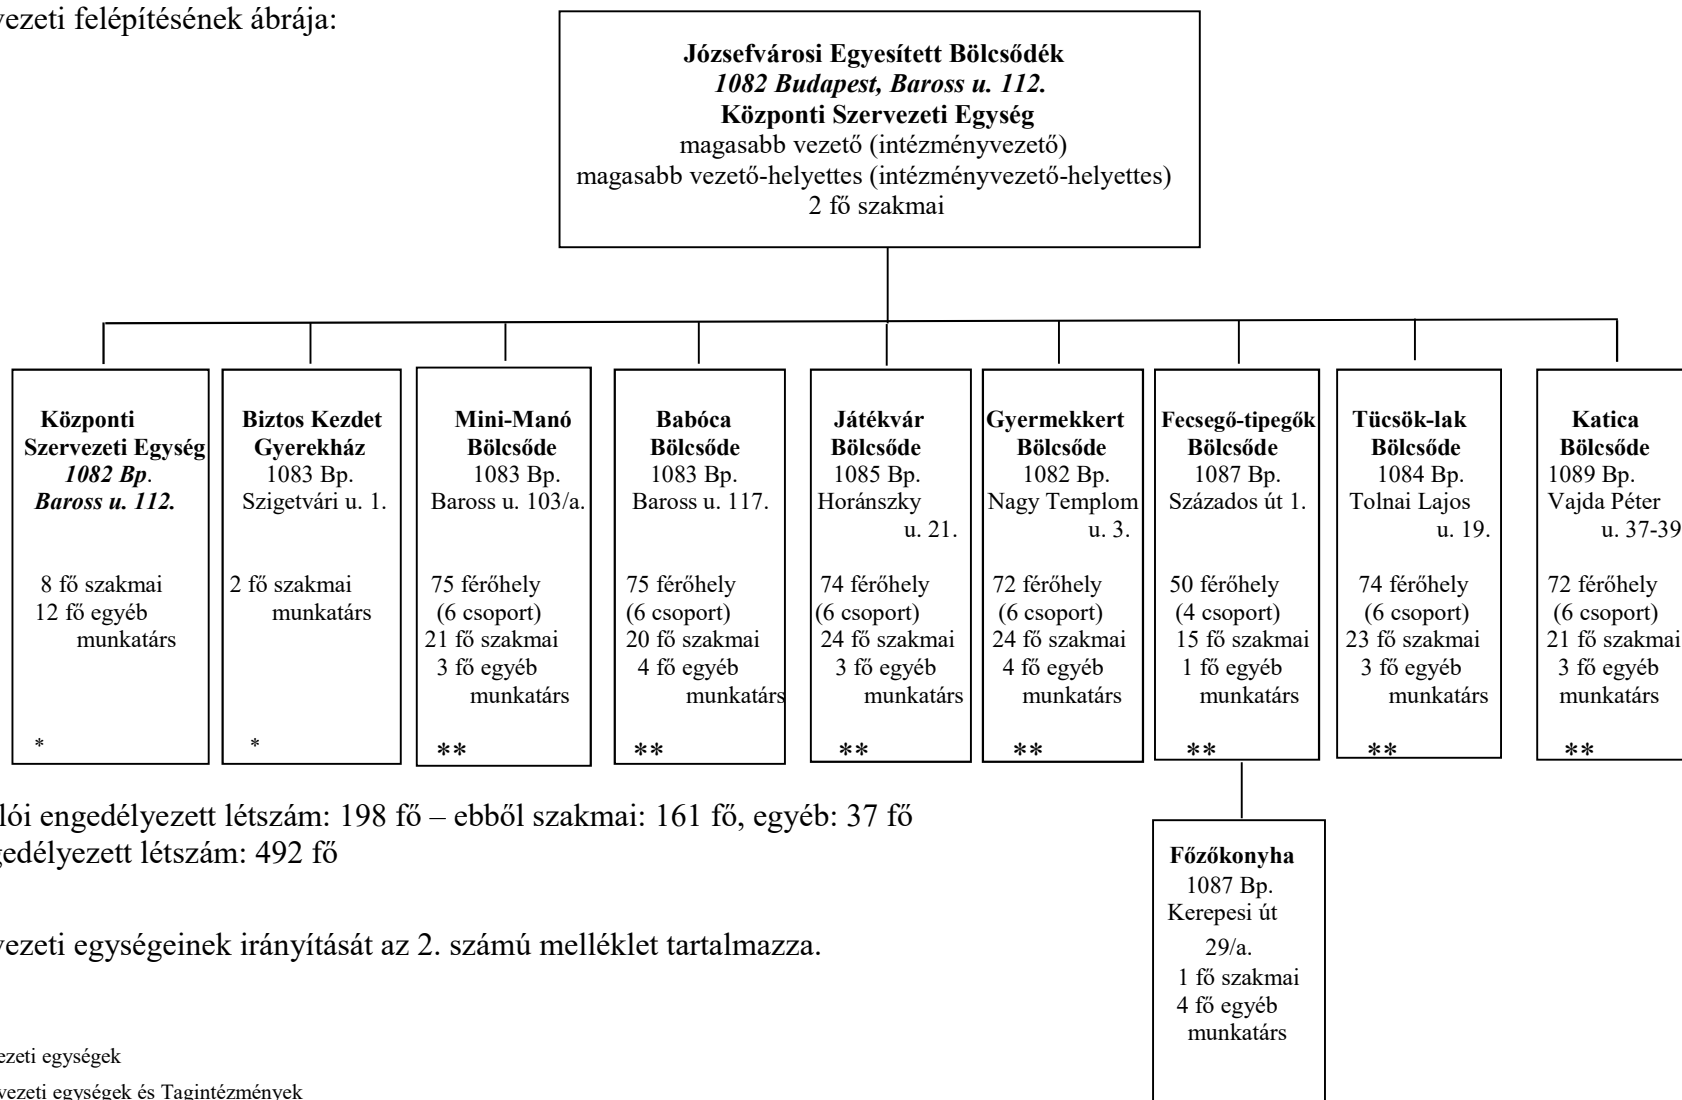 vezeti felépítésének ábrája:
Józsefvárosi Egyesített Bölcsődék
1082 Budapest, Baross u. 112.
Központi Szervezeti Egység
magasabb vezető (intézményvezető)
magasabb vezető-helyettes (intézményvezető-helyettes)
2 fő szakmai
Központi
Szervezeti Egység
1082 Bp.
Baross u. 112.
8 fő szakmai
12 fő egyéb
munkatárs
*
Biztos Kezdet
Gyerekház
1083 Bp.
Szigetvári u. 1.
2 fő szakmai
munkatárs
*
Mini-Manó
Bölcsőde
1083 Bp.
Baross u. 103/a.
75 férőhely
(6 csoport)
21 fő szakmai
3 fő egyéb
munkatárs
**
Babóca
Bölcsőde
1083 Bp.
Baross u. 117.
75 férőhely
(6 csoport)
20 fő szakmai
4 fő egyéb
munkatárs
**
Játékvár
Bölcsőde
1085 Bp.
Horánszky
u. 21.
74 férőhely
(6 csoport)
24 fő szakmai
3 fő egyéb
munkatárs
**
Gyermekkert
Bölcsőde
1082 Bp.
Nagy Templom
u. 3.
72 férőhely
(6 csoport)
24 fő szakmai
4 fő egyéb
munkatárs
**
Fecsegő-tipegők
Bölcsőde
1087 Bp.
Százados út 1.
50 férőhely
(4 csoport)
15 fő szakmai
1 fő egyéb
munkatárs
**
Tücsök-lak
Bölcsőde
1084 Bp.
Tolnai Lajos
u. 19.
74 férőhely
(6 csoport)
23 fő szakmai
3 fő egyéb
munkatárs
**
Katica
Bölcsőde
1089 Bp.
Vajda Péter
u. 37-39
72 férőhely
(6 csoport)
21 fő szakmai
3 fő egyéb
munkatárs
**
Főzőkonyha
1087 Bp.
Kerepesi út
29/a.
1 fő szakmai
4 fő egyéb
munkatárs
lói engedélyezett létszám: 198 fő – ebből szakmai: 161 fő, egyéb: 37 fő
gedélyezett létszám: 492 fő
vezeti egységeinek irányítását az 2. számú melléklet tartalmazza.
ezeti egységek
vezeti egységek és Tagintézmények